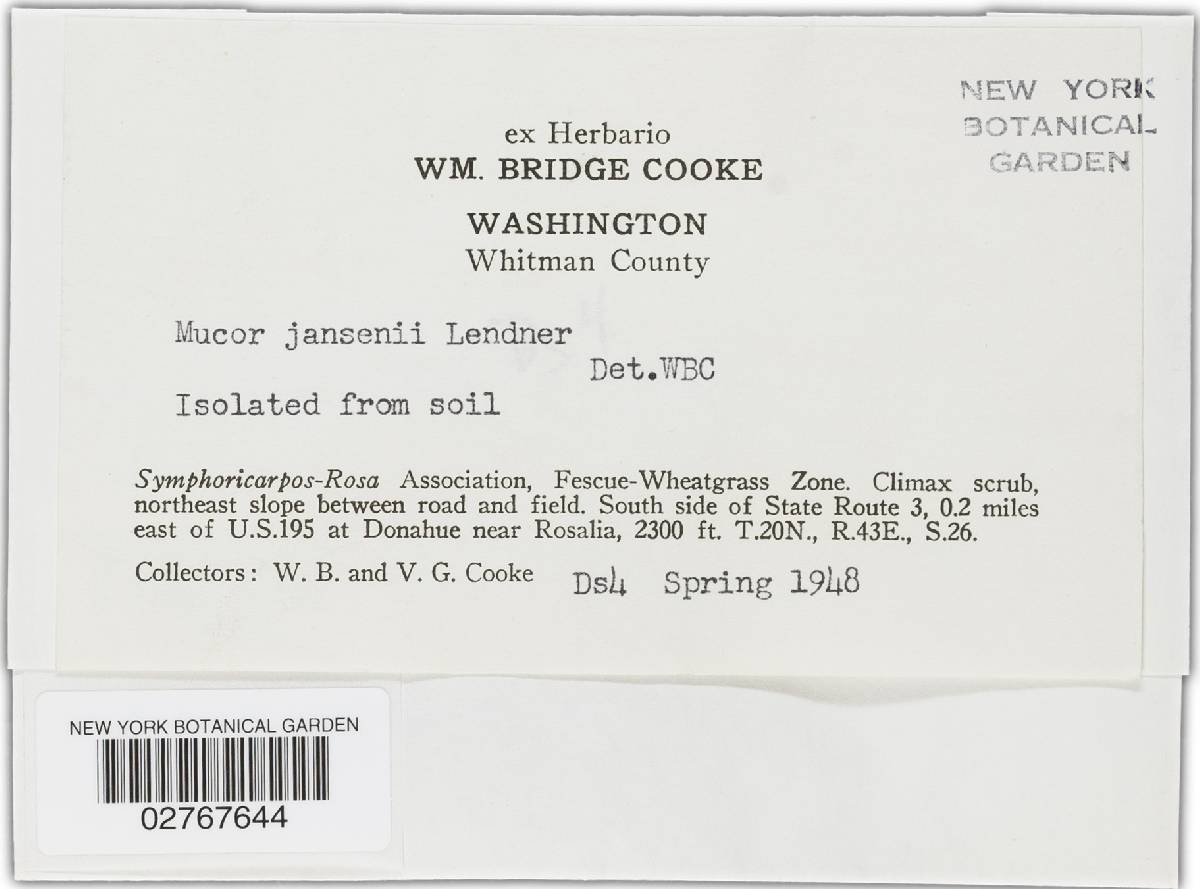 NEW YORK
BOTANICAL
GARDEN
ex Herbario
WM. BRIDGE COOKE
WASHINGTON
Whitman County
Mucor jansenii Lendner
Det.WBC
Isolated from soil
Symphoricarpos-Rosa Association, Fescue-Wheatgrass Zone. Climax scrub,
northeast slope between road and field. South side of State Route 3, 0.2 miles
east of U.S.195 at Donahue near Rosalia, 2300 ft. T.20N., R.43E., S.26.
Collectors: W. B. and V. G. Cooke Ds4 Spring 1948
NEW YORK BOTANICAL GARDEN
02767644